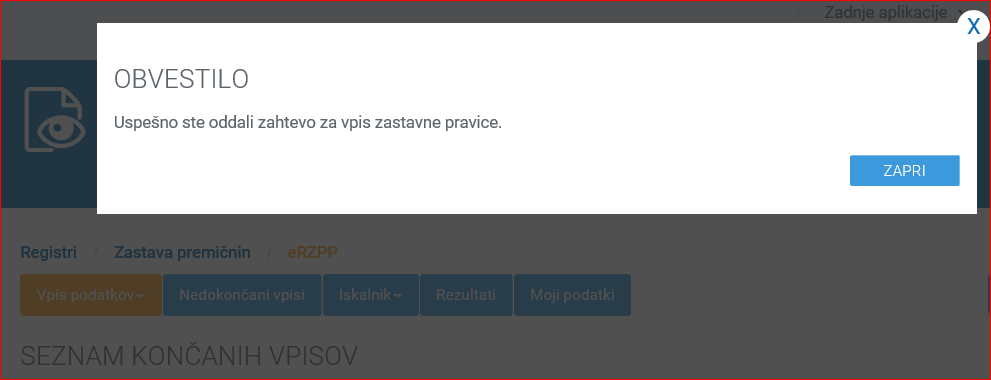 Zadnje aplikacije
X
OBVESTILO
Uspešno ste oddali zahtevo za vpis zastavne pravice.
ZAPRI
Registri / Zastava premičnin / eRZPP
Vpis podatkov Nedokončani vpisi Iskalnik Rezultati Moji podatki
SEZNAM KONČANIH VPISOV